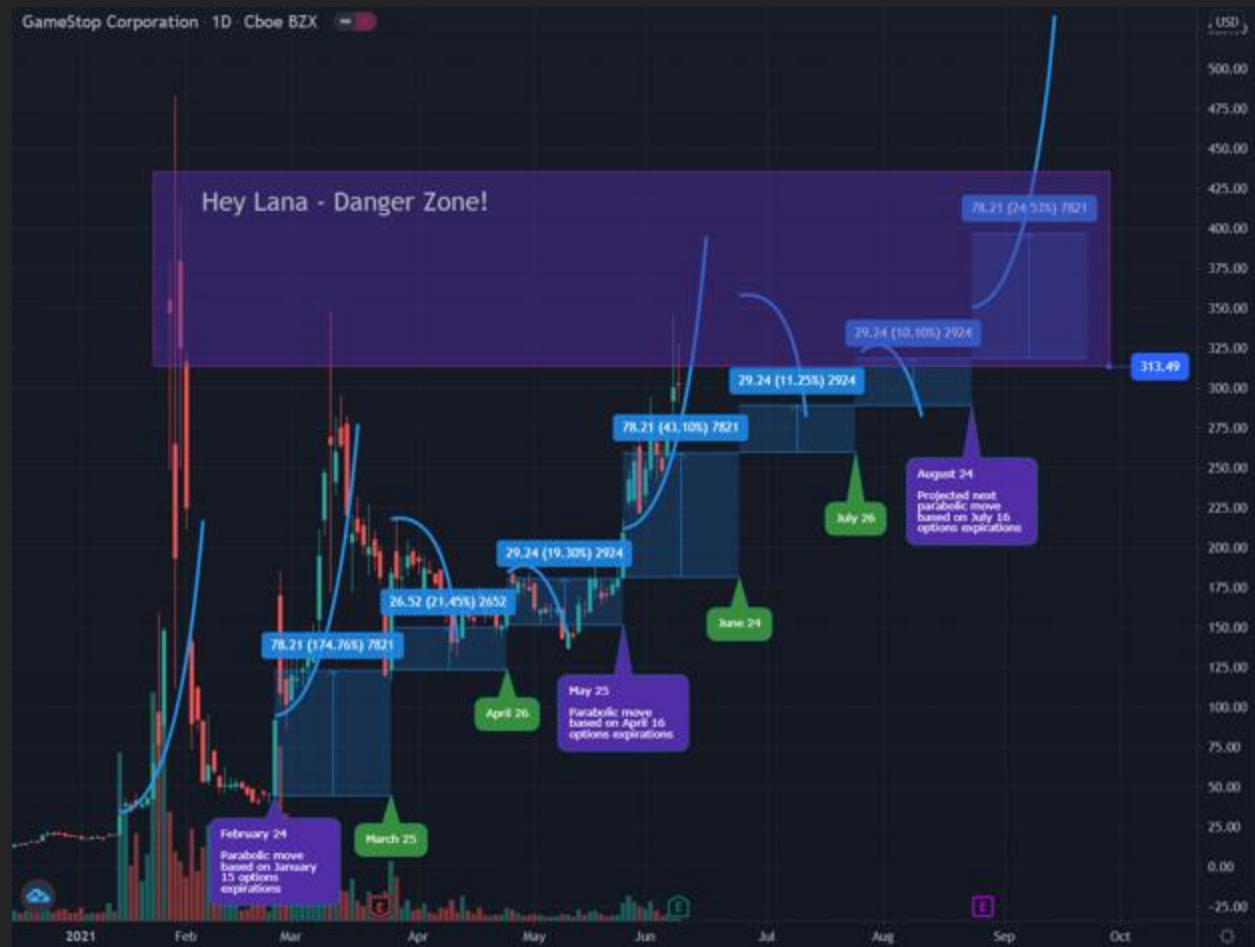 GameStop Corporation · 1D · Cboe BZX
USD
500.00
475.00
450.00
425.00
400.00
375.00
350.00
325.00
300.00
275.00
250.00
225.00
200.00
175.00
150.00
125.00
100.00
75.00
50.00
25.00
0.00
-25.00
313.49
Hey Lana - Danger Zone!
78.21 (24.53%) 7821
29.24 (10.10%) 2924
29.24 (11.25%) 2924
78.21 (43.10%) 7821
29.24 (19.30%) 2924
26.52 (21.45%) 2652
78.21 (174.76%) 7821
August 24
Projected next
parabolic move
based on July 16
options expirations
July 26
June 24
May 25
Parabolic move
based on April 16
options expirations
April 26
March 25
February 24
Parabolic move
based on January
15 options
expirations
E
E
E
2021
Feb
Mar
Apr
May
Jun
Jul
Aug
Sep
Oct